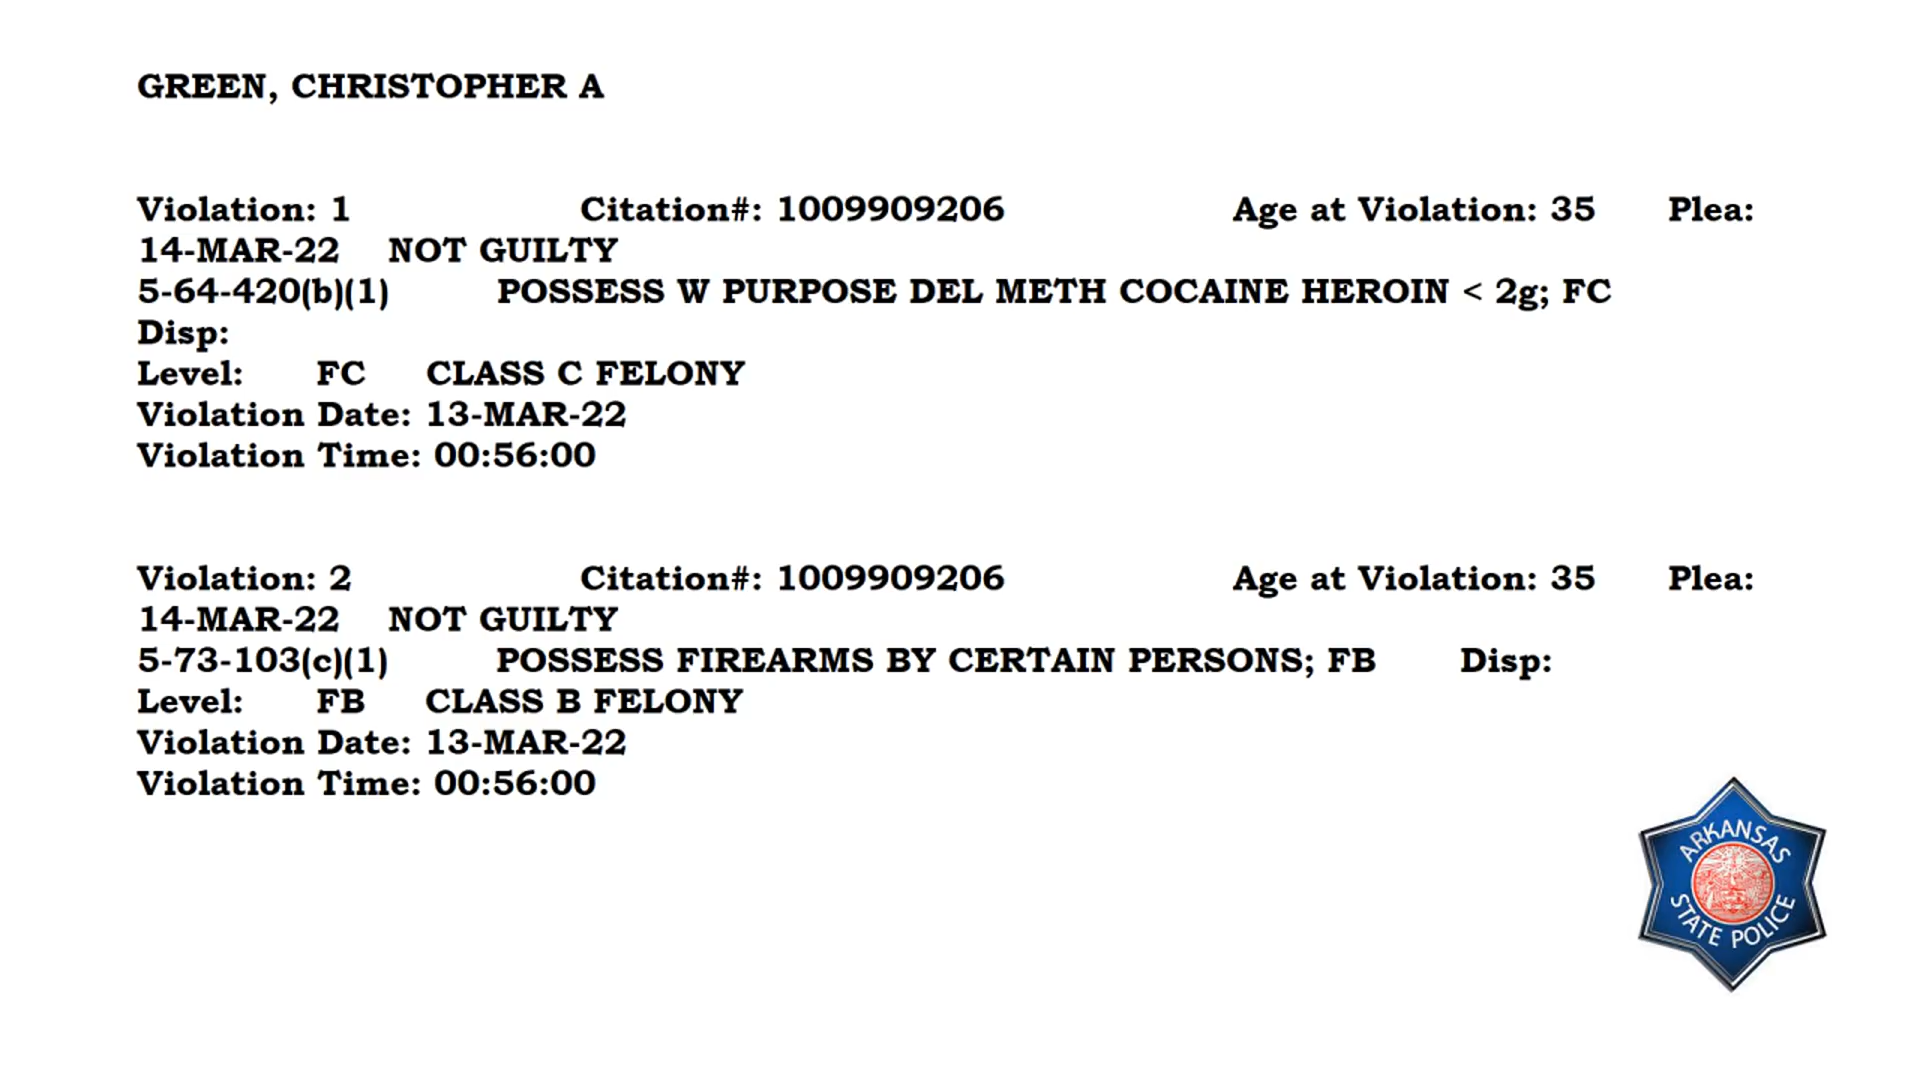 GREEN, CHRISTOPHER A
Violation: 1 Citation#: 1009909206 Age at Violation: 35 Plea:
14-MAR-22 NOT GUILTY
5-64-420(b)(1) POSSESS W PURPOSE DEL METH COCAINE HEROIN < 2g; FC
Disp:
Level: FC CLASS C FELONY
Violation Date: 13-MAR-22
Violation Time: 00:56:00
Violation: 2 Citation#: 1009909206 Age at Violation: 35 Plea:
14-MAR-22 NOT GUILTY
5-73-103(c)(1) POSSESS FIREARMS BY CERTAIN PERSONS; FB Disp:
Level: FB CLASS B FELONY
Violation Date: 13-MAR-22
Violation Time: 00:56:00
ARKANSAS
STATE POLICE